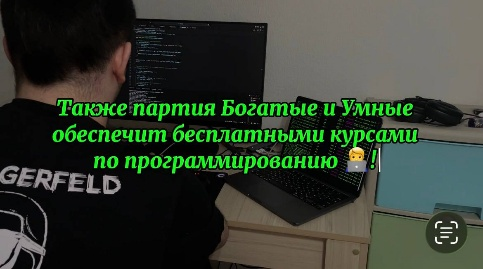 Также партия Богатые и Умные
обеспечит бесплатными курсами
по программированию 👨‍💻!
GERFELD